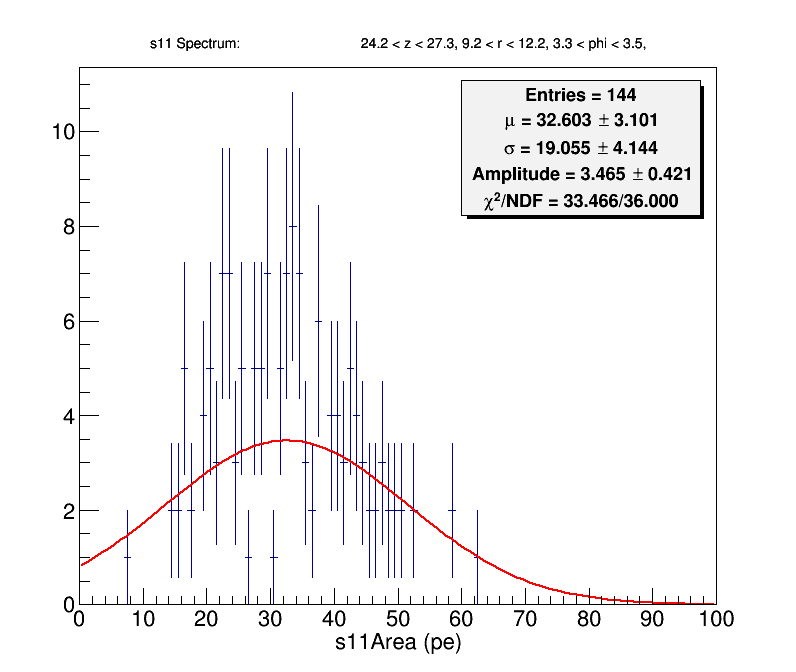 s11 Spectrum: 24.2 < z < 27.3, 9.2 < r < 12.2, 3.3 < phi < 3.5,
Entries = 144
μ = 32.603 ± 3.101
σ = 19.055 ± 4.144
Amplitude = 3.465 ± 0.421
χ²/NDF = 33.466/36.000
10
8
6
4
2
0
0 10 20 30 40 50 60 70 80 90 100
s11Area (pe)